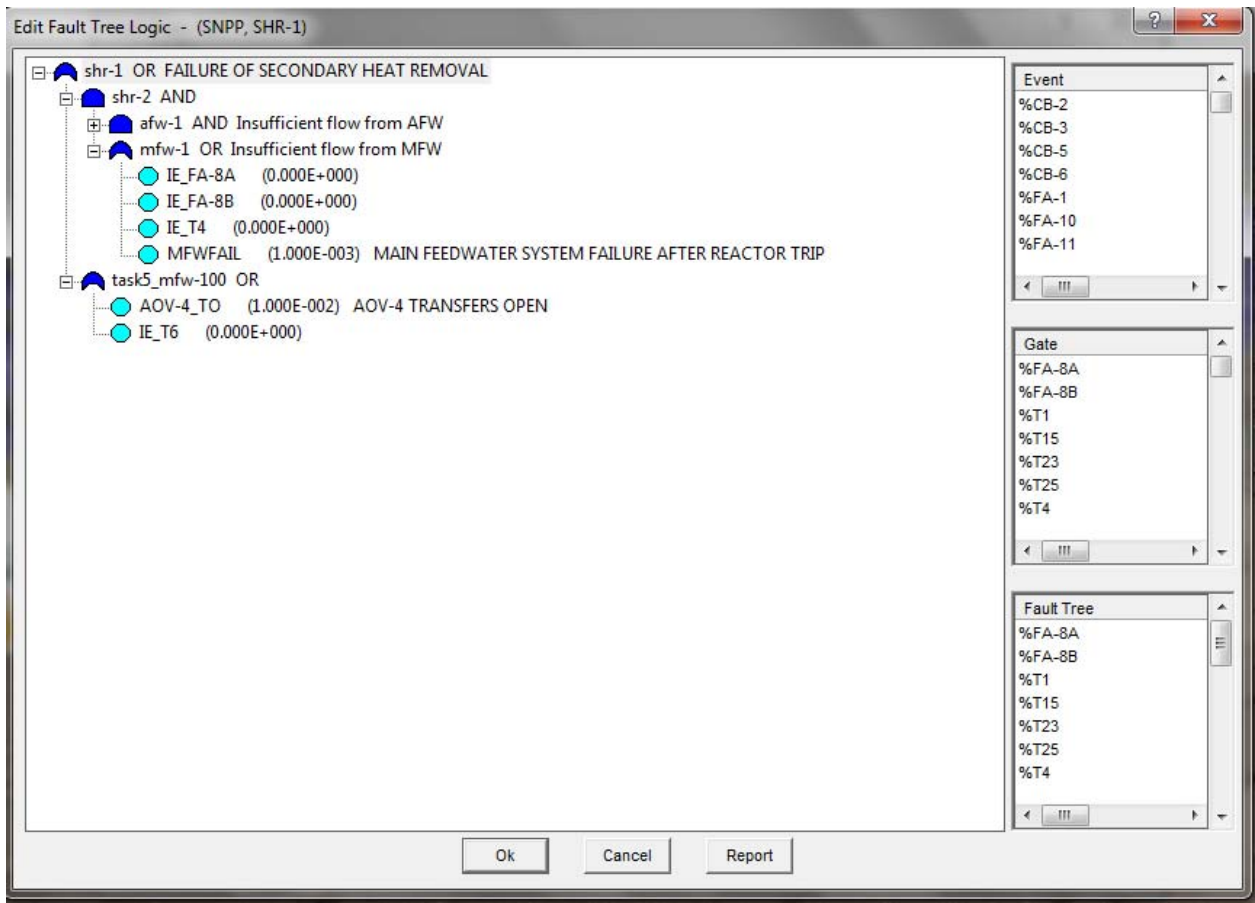 Edit Fault Tree Logic - (SNPP, SHR-1)
shr-1 OR FAILURE OF SECONDARY HEAT REMOVAL
shr-2 AND
afw-1 AND Insufficient flow from AFW
mfw-1 OR Insufficient flow from MFW
IE_FA-8A (0.000E+000)
IE_FA-8B (0.000E+000)
IE_T4 (0.000E+000)
MFWFAIL (1.000E-003) MAIN FEEDWATER SYSTEM FAILURE AFTER REACTOR TRIP
task5_mfw-100 OR
AOV-4_TO (1.000E-002) AOV-4 TRANSFERS OPEN
IE_T6 (0.000E+000)
Event
%CB-2
%CB-3
%CB-5
%CB-6
%FA-1
%FA-10
%FA-11
Gate
%FA-8A
%FA-8B
%T1
%T15
%T23
%T25
%T4
Fault Tree
%FA-8A
%FA-8B
%T1
%T15
%T23
%T25
%T4
Ok Cancel Report